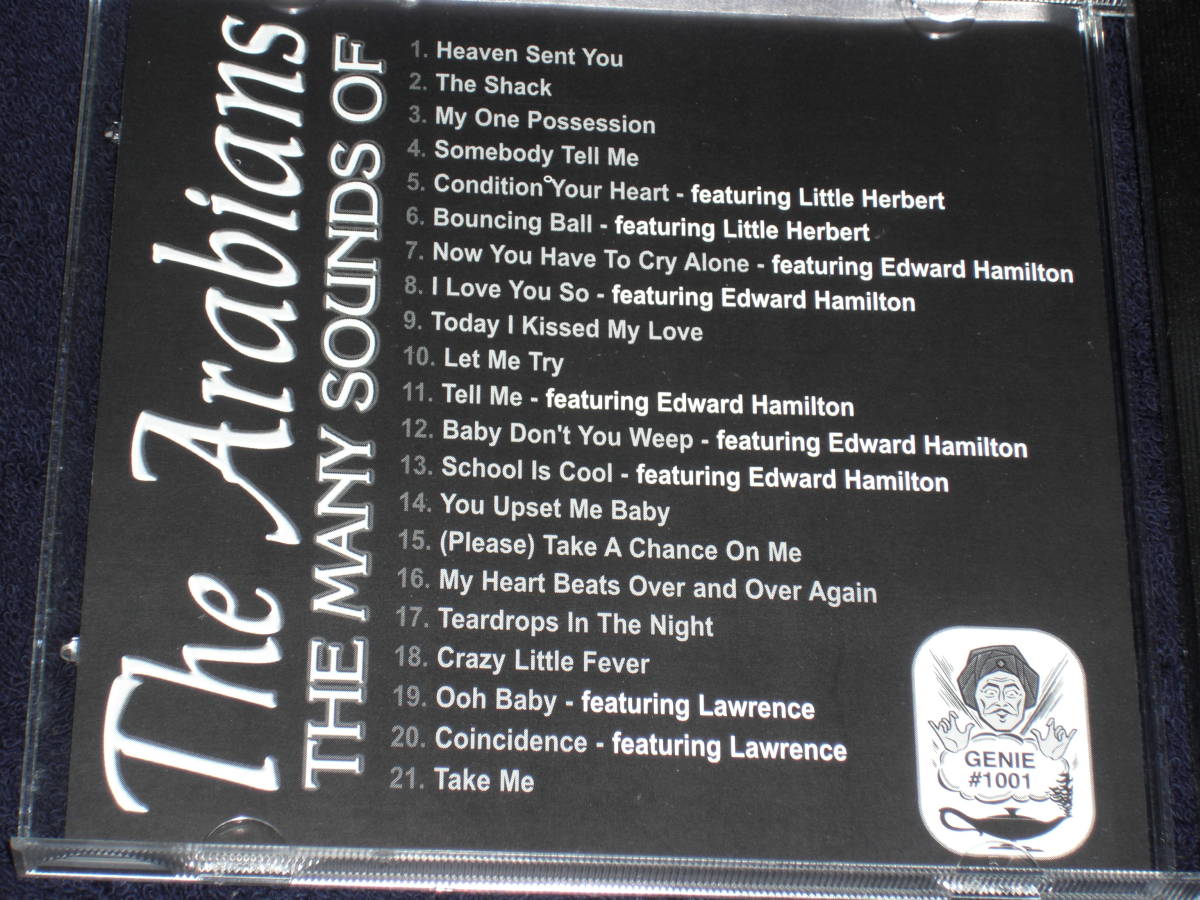 The Arabians
THE MANY SOUNDS OF
1. Heaven Sent You
2. The Shack
3. My One Possession
4. Somebody Tell Me
5. Condition Your Heart - featuring Little Herbert
6. Bouncing Ball - featuring Little Herbert
7. Now You Have To Cry Alone - featuring Edward Hamilton
8. I Love You So - featuring Edward Hamilton
9. Today I Kissed My Love
10. Let Me Try
11. Tell Me - featuring Edward Hamilton
12. Baby Don't You Weep - featuring Edward Hamilton
13. School Is Cool - featuring Edward Hamilton
14. You Upset Me Baby
15. (Please) Take A Chance On Me
16. My Heart Beats Over and Over Again
17. Teardrops In The Night
18. Crazy Little Fever
19. Ooh Baby - featuring Lawrence
20. Coincidence - featuring Lawrence
21. Take Me
GENIE
#1001